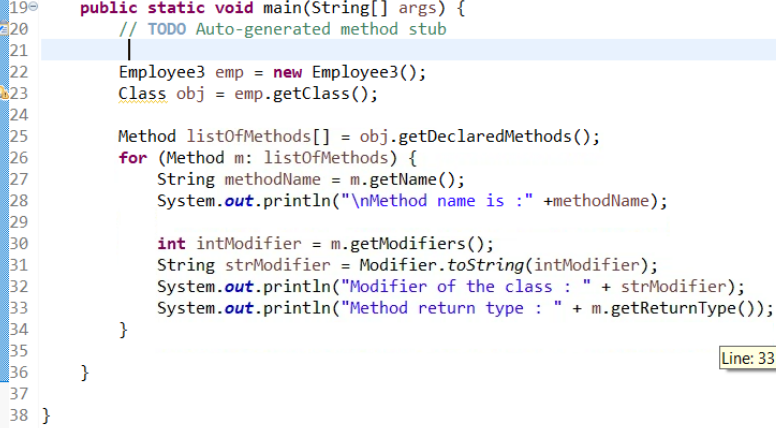 19 public static void main(String[] args) {
20 // TODO Auto-generated method stub
21
22 Employee3 emp = new Employee3();
23 Class obj = emp.getClass();
24
25 Method listOfMethods[] = obj.getDeclaredMethods();
26 for (Method m: listOfMethods) {
27 String methodName = m.getName();
28 System.out.println("\nMethod name is :" +methodName);
29
30 int intModifier = m.getModifiers();
31 String strModifier = Modifier.toString(intModifier);
32 System.out.println("Modifier of the class : " + strModifier);
33 System.out.println("Method return type : " + m.getReturnType());
34 }
35
Line: 33
36 }
37
38 }